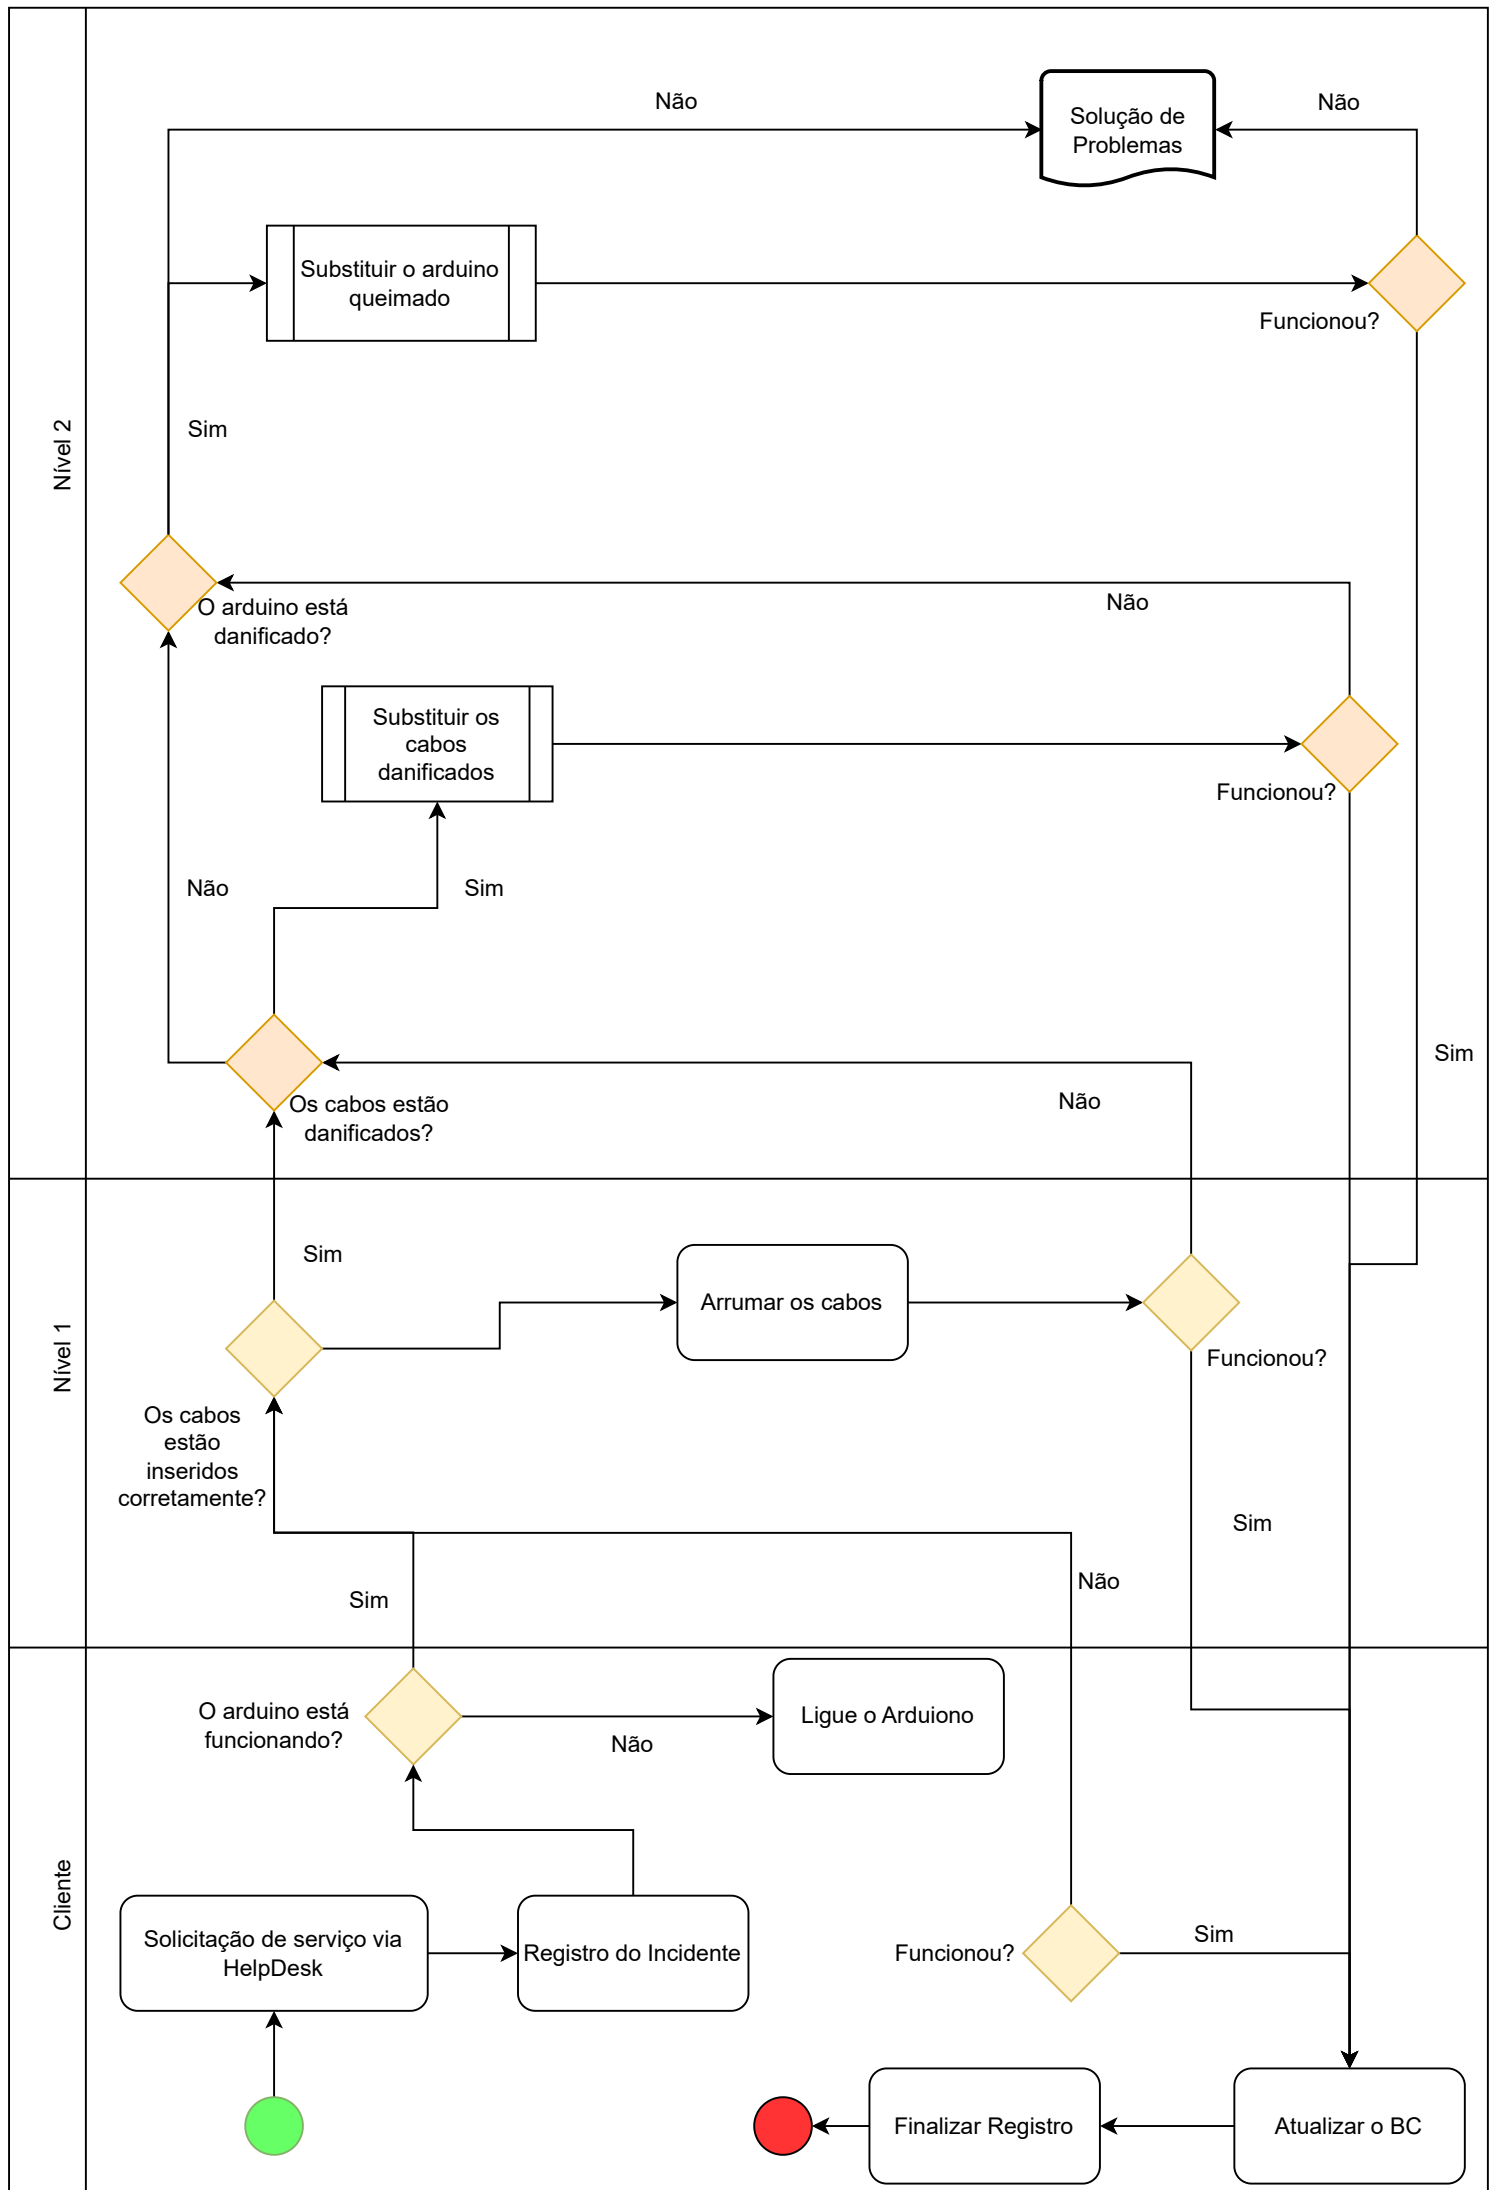 Não
Solução de
Problemas
Não
Substituir o arduino
queimado
Funcionou?
Sim
Nível 2
O arduino está
danificado?
Não
Substituir os
cabos
danificados
Funcionou?
Não
Sim
Os cabos estão
danificados?
Não
Sim
Sim
Nível 1
Arrumar os cabos
Funcionou?
Os cabos
estão
inseridos
corretamente?
Sim
Não
Sim
O arduino está
funcionando?
Não
Ligue o Arduiono
Cliente
Solicitação de serviço via
HelpDesk
Registro do Incidente
Funcionou?
Sim
Finalizar Registro
Atualizar o BC